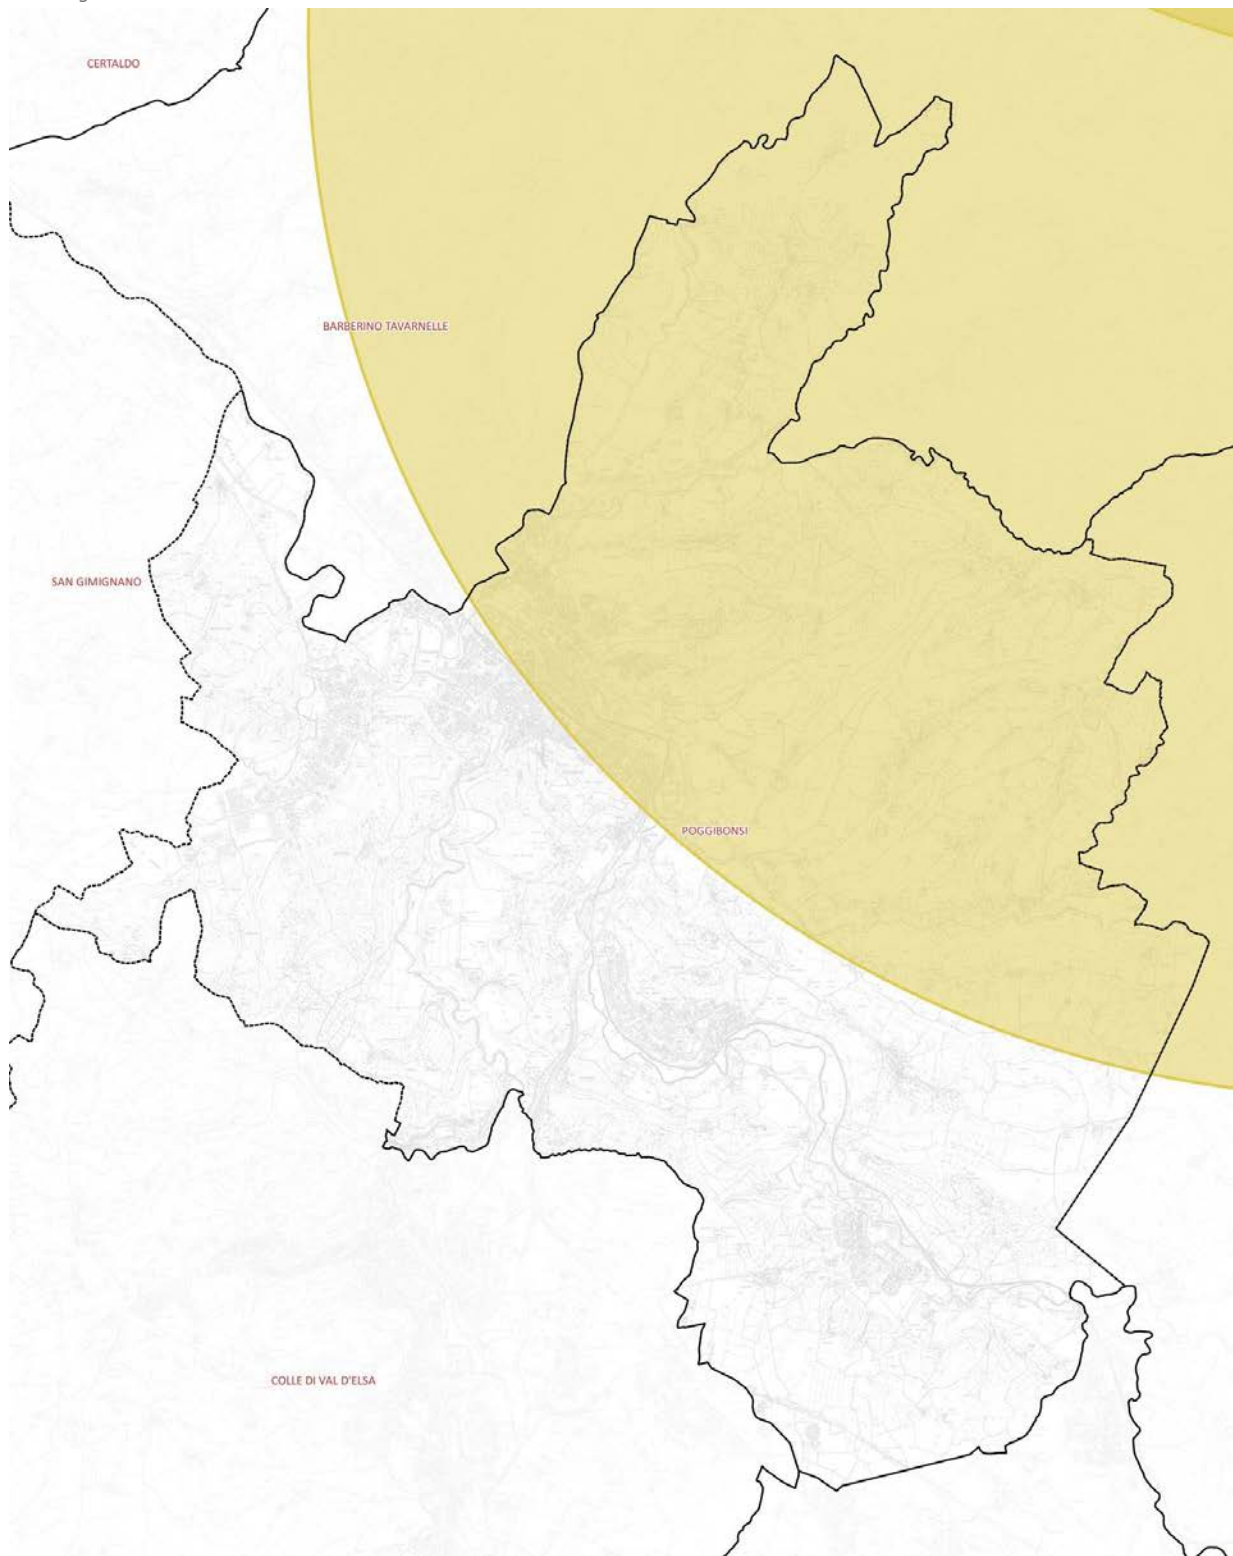 CERTALDO
BARBERINO TAVARNELLE
SAN GIMIGNANO
POGGIBONSI
COLLE DI VAL D'ELSA